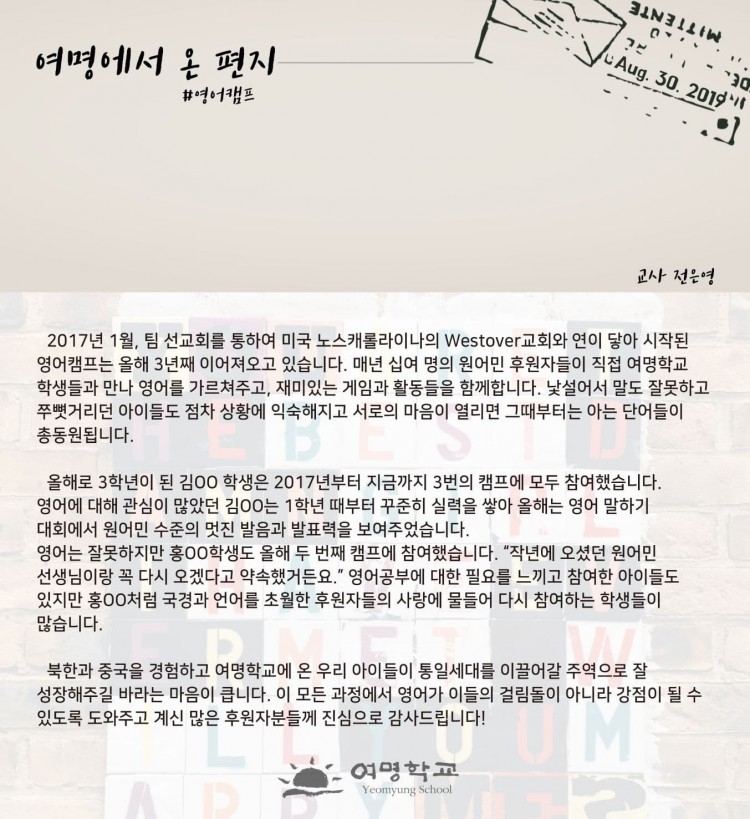 여명에서 온 편지
#영어캠프
MITTENTE
Aug. 30. 2019
교사 전은영
2017년 1월, 팀 선교회를 통하여 미국 노스캐롤라이나의 Westover교회와 연이 닿아 시작된
영어캠프는 올해 3년째 이어져오고 있습니다. 매년 십여 명의 원어민 후원자들이 직접 여명학교
학생들과 만나 영어를 가르쳐주고, 재미있는 게임과 활동들을 함께합니다. 낯설어서 말도 잘못하고
쭈뼛거리던 아이들도 점차 상황에 익숙해지고 서로의 마음이 열리면 그때부터는 아는 단어들이
총동원됩니다.
올해로 3학년이 된 김OO 학생은 2017년부터 지금까지 3번의 캠프에 모두 참여했습니다.
영어에 대해 관심이 많았던 김OO는 1학년 때부터 꾸준히 실력을 쌓아 올해는 영어 말하기
대회에서 원어민 수준의 멋진 발음과 발표력을 보여주었습니다.
영어는 잘못하지만 홍OO학생도 올해 두 번째 캠프에 참여했습니다. “작년에 오셨던 원어민
선생님이랑 꼭 다시 오겠다고 약속했거든요.” 영어공부에 대한 필요를 느끼고 참여한 아이들도
있지만 홍OO처럼 국경과 언어를 초월한 후원자들의 사랑에 물들어 다시 참여하는 학생들이
많습니다.
북한과 중국을 경험하고 여명학교에 온 우리 아이들이 통일세대를 이끌어갈 주역으로 잘
성장해주길 바라는 마음이 큽니다. 이 모든 과정에서 영어가 이들의 걸림돌이 아니라 강점이 될 수
있도록 도와주고 계신 많은 후원자분들께 진심으로 감사드립니다!
여명학교
Yeomyung School